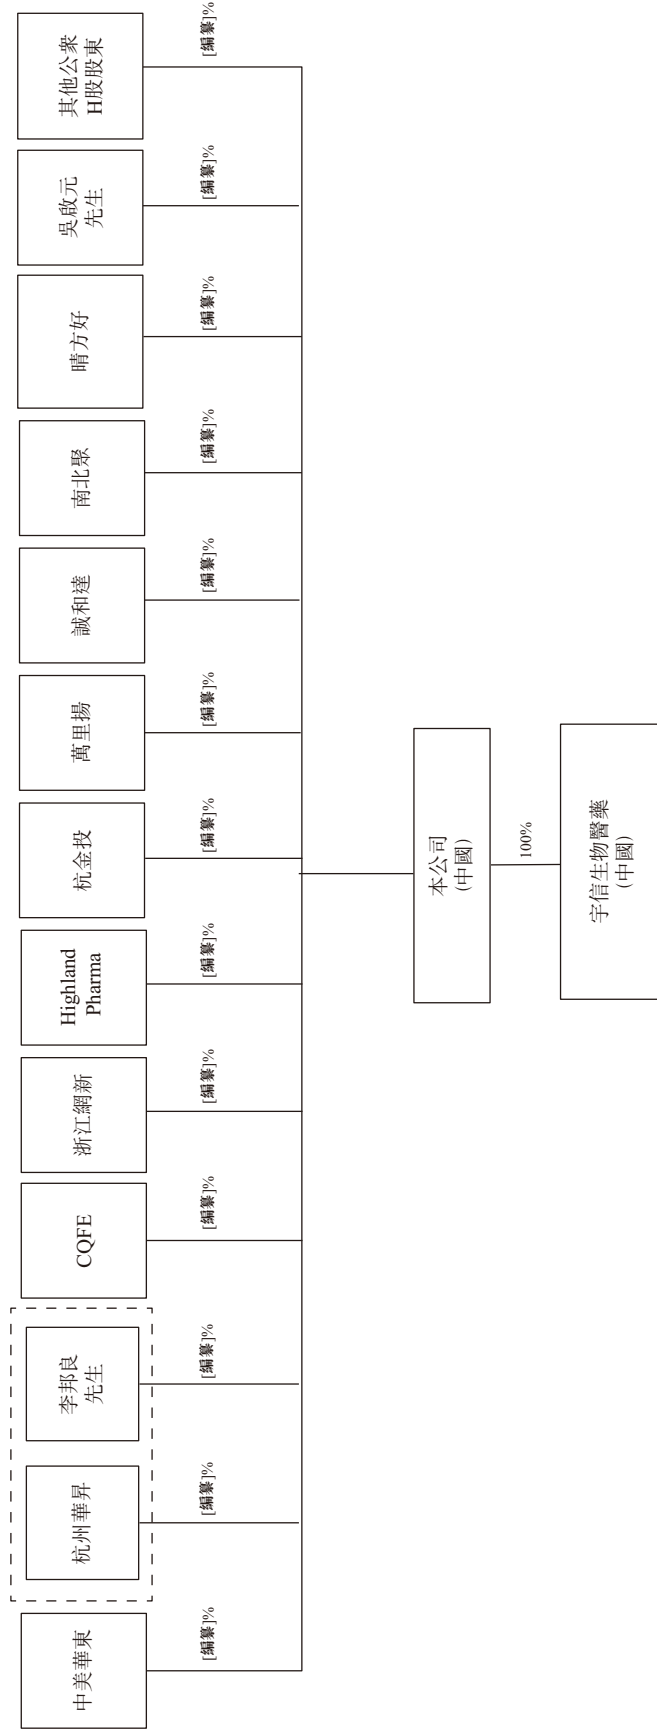 中美華東
杭州華昇
李邦良
先生
CQFE
浙江網新
Highland
Pharma
杭金投
萬里揚
誠和達
南北聚
晴方好
吳啟元
先生
其他公眾
H股股東
[編纂]%
[編纂]%
[編纂]%
[編纂]%
[編纂]%
[編纂]%
[編纂]%
[編纂]%
[編纂]%
[編纂]%
[編纂]%
[編纂]%
[編纂]%
本公司
(中國)
100%
宇信生物醫藥
(中國)